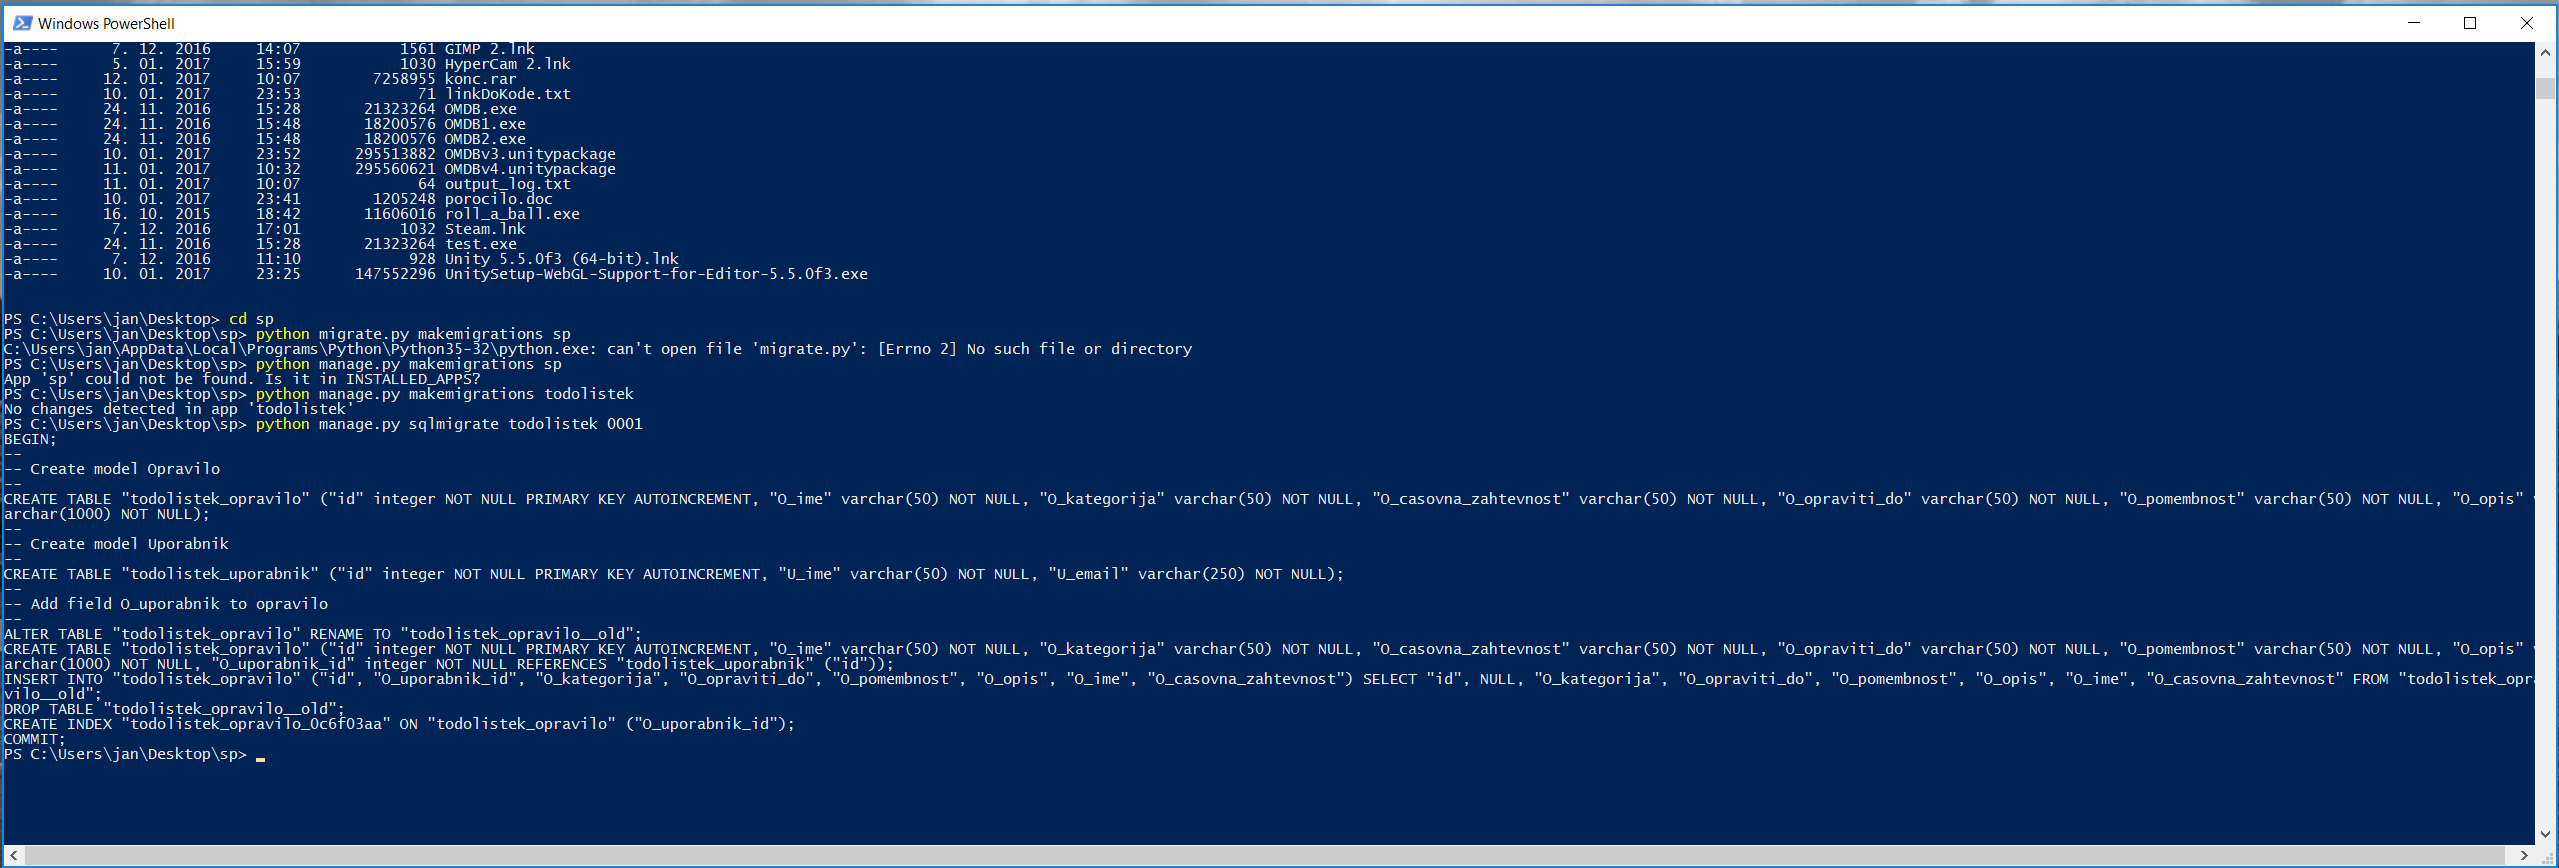 Windows PowerShell
-a---- 7. 12. 2016 14:07 1561 GIMP 2.lnk
-a---- 5. 01. 2017 15:59 1030 HyperCam 2.lnk
-a---- 12. 01. 2017 10:07 7258955 konc.rar
-a---- 10. 01. 2017 23:53 71 linkDoKode.txt
-a---- 24. 11. 2016 15:28 21323264 OMDB.exe
-a---- 24. 11. 2016 15:48 18200576 OMDB1.exe
-a---- 24. 11. 2016 15:48 18200576 OMDB2.exe
-a---- 10. 01. 2017 23:52 295513882 OMDBv3.unitypackage
-a---- 11. 01. 2017 10:32 295560621 OMDBv4.unitypackage
-a---- 11. 01. 2017 10:07 64 output_log.txt
-a---- 10. 01. 2017 23:41 1205248 porocilo.doc
-a---- 16. 10. 2015 18:42 11606016 roll_a_ball.exe
-a---- 7. 12. 2016 17:01 1032 Steam.lnk
-a---- 24. 11. 2016 15:28 21323264 test.exe
-a---- 7. 12. 2016 11:10 928 Unity 5.5.0f3 (64-bit).lnk
-a---- 10. 01. 2017 23:25 147552296 UnitySetup-WebGL-Support-for-Editor-5.5.0f3.exe
PS C:\Users\jan\Desktop> cd sp
PS C:\Users\jan\Desktop\sp> python migrate.py makemigrations sp
C:\Users\jan\AppData\Local\Programs\Python\Python35-32\python.exe: can't open file 'migrate.py': [Errno 2] No such file or directory
PS C:\Users\jan\Desktop\sp> python manage.py makemigrations sp
App 'sp' could not be found. Is it in INSTALLED_APPS?
PS C:\Users\jan\Desktop\sp> python manage.py makemigrations todolistek
No changes detected in app 'todolistek'
PS C:\Users\jan\Desktop\sp> python manage.py sqlmigrate todolistek 0001
BEGIN;
--
-- Create model Opravilo
--
CREATE TABLE "todolistek_opravilo" ("id" integer NOT NULL PRIMARY KEY AUTOINCREMENT, "O_ime" varchar(50) NOT NULL, "O_kategorija" varchar(50) NOT NULL, "O_casovna_zahtevnost" varchar(50) NOT NULL, "O_opraviti_do" varchar(50) NOT NULL, "O_pomembnost" varchar(50) NOT NULL, "O_opis" v
archar(1000) NOT NULL);
--
-- Create model Uporabnik
--
CREATE TABLE "todolistek_uporabnik" ("id" integer NOT NULL PRIMARY KEY AUTOINCREMENT, "U_ime" varchar(50) NOT NULL, "U_email" varchar(250) NOT NULL);
--
-- Add field O_uporabnik to opravilo
--
ALTER TABLE "todolistek_opravilo" RENAME TO "todolistek_opravilo__old";
CREATE TABLE "todolistek_opravilo" ("id" integer NOT NULL PRIMARY KEY AUTOINCREMENT, "O_ime" varchar(50) NOT NULL, "O_kategorija" varchar(50) NOT NULL, "O_casovna_zahtevnost" varchar(50) NOT NULL, "O_opraviti_do" varchar(50) NOT NULL, "O_pomembnost" varchar(50) NOT NULL, "O_opis" v
archar(1000) NOT NULL, "O_uporabnik_id" integer NOT NULL REFERENCES "todolistek_uporabnik" ("id"));
INSERT INTO "todolistek_opravilo" ("id", "O_uporabnik_id", "O_kategorija", "O_opraviti_do", "O_pomembnost", "O_opis", "O_ime", "O_casovna_zahtevnost") SELECT "id", NULL, "O_kategorija", "O_opraviti_do", "O_pomembnost", "O_opis", "O_ime", "O_casovna_zahtevnost" FROM "todolistek_opra
vilo__old";
DROP TABLE "todolistek_opravilo__old";
CREATE INDEX "todolistek_opravilo_0c6f03aa" ON "todolistek_opravilo" ("O_uporabnik_id");
COMMIT;
PS C:\Users\jan\Desktop\sp> _